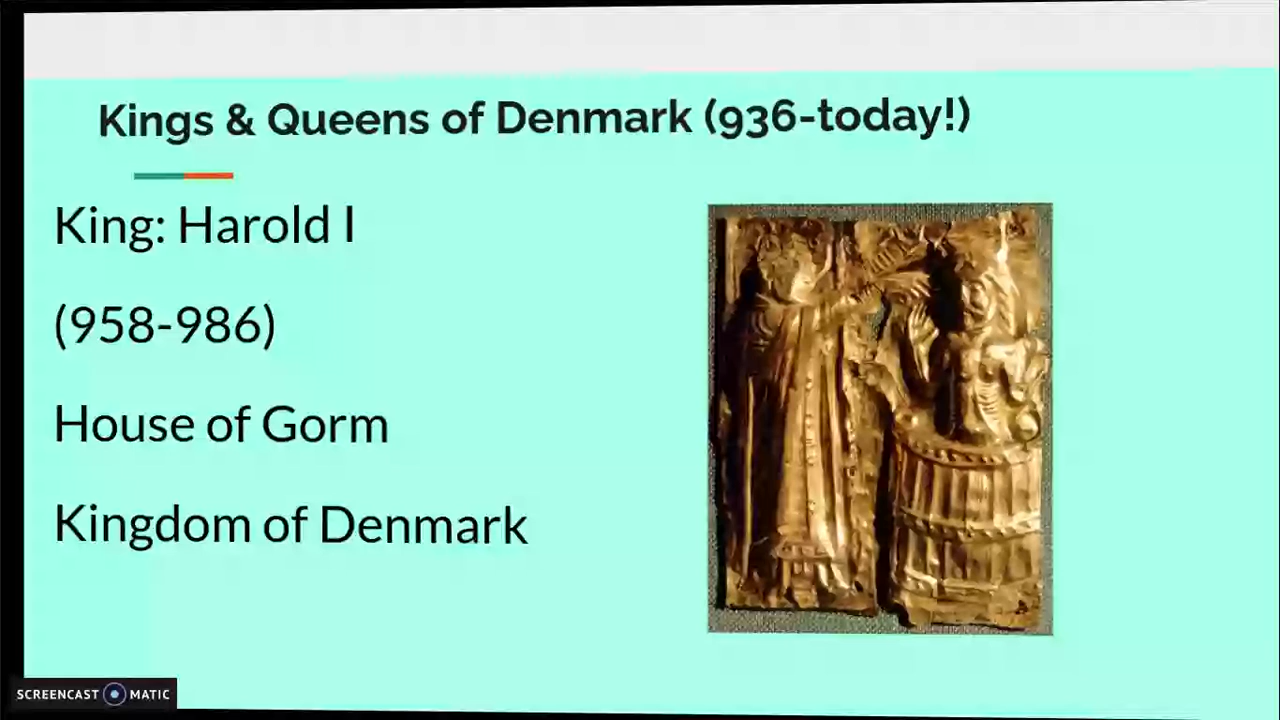 Kings & Queens of Denmark (936-today!)
King: Harold I
(958-986)
House of Gorm
Kingdom of Denmark
SCREENCAST MATIC